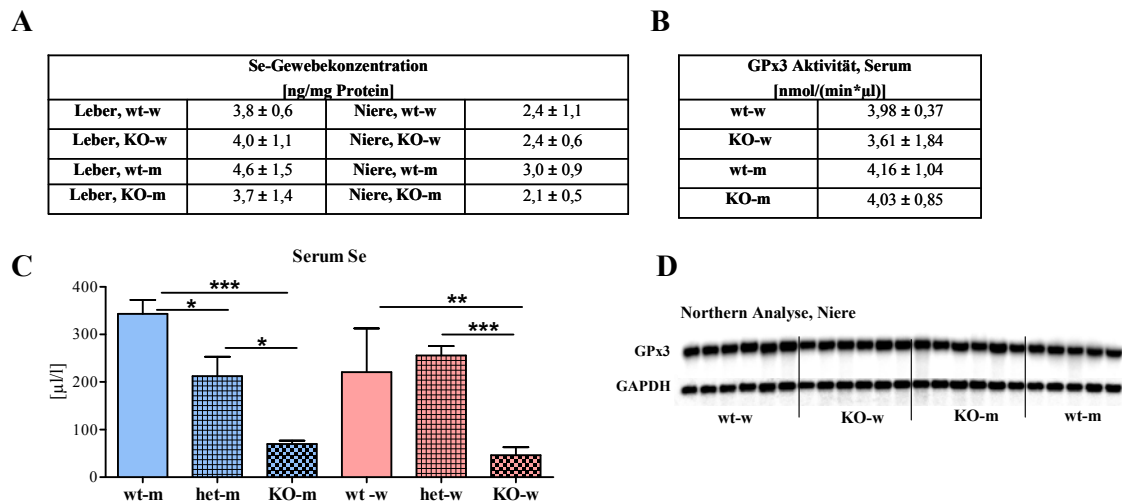 A
Se-Gewebekonzentration
[ng/mg Protein]
Leber, wt-w 3,8 ± 0,6 Niere, wt-w 2,4 ± 1,1
Leber, KO-w 4,0 ± 1,1 Niere, KO-w 2,4 ± 0,6
Leber, wt-m 4,6 ± 1,5 Niere, wt-m 3,0 ± 0,9
Leber, KO-m 3,7 ± 1,4 Niere, KO-m 2,1 ± 0,5
B
GPx3 Aktivität, Serum
[nmol/(min*µl)]
wt-w 3,98 ± 0,37
KO-w 3,61 ± 1,84
wt-m 4,16 ± 1,04
KO-m 4,03 ± 0,85
C
Serum Se
[µl/l]
400
300
200
100
0
***
*
*
**
***
wt-m het-m KO-m wt -w het-w KO-w
D
Northern Analyse, Niere
GPx3
GAPDH
wt-w KO-w KO-m wt-m